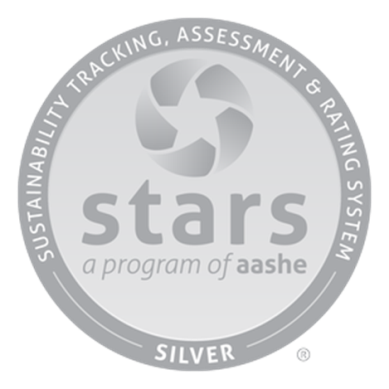 SUSTAINABILITY TRACKING, ASSESSMENT & RATING SYSTEM
stars
a program of aashe
SILVER
®